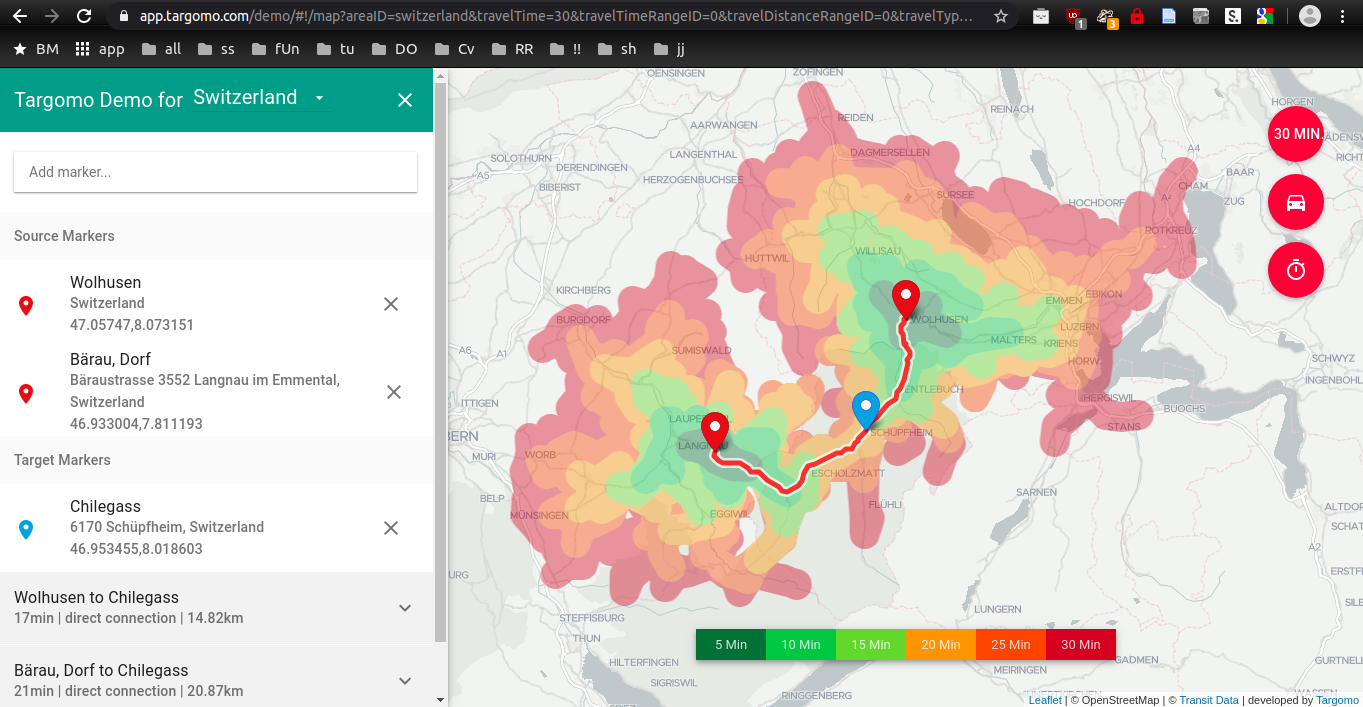 app.targomo.com/demo/#!/map?areaID=switzerland&travelTime=30&travelTimeRangeID=0&travelDistanceRangeID=0&travelTyp...
1
3
BM
app
all
ss
fUn
tu
DO
Cv
RR
!!
sh
jj
Targomo Demo for Switzerland
Add marker...
Source Markers
Wolhusen
Switzerland
47.05747,8.073151
Bärau, Dorf
Bäraustrasse 3552 Langnau im Emmental,
Switzerland
46.933004,7.811193
Target Markers
Chilegass
6170 Schüpfheim, Switzerland
46.953455,8.018603
Wolhusen to Chilegass
17min | direct connection | 14.82km
Bärau, Dorf to Chilegass
21min | direct connection | 20.87km
OENSINGEN
ZOFINGEN
REINACH
HORGEN
30 MIN.
AARWANGEN
REIDEN
A4
SOLOTHURN
DERENDINGEN
LANGENTHAL
DAGMERSELLEN
BAAR
A5
BIBERIST
HERZOGENBUCHSEE
SURSEE
CHAM
ZUG
HOCHDORF
ROTKREUZ
WILLISAU
HUTTWIL
KIRCHBERG
EMMEN
EBIKON
BURGDORF
WOLHUSEN
LUZERN
MALTERS
KRIENS
A6
A1
SUMISWALD
HORW
SCHWYZ
INGENBOHL
ENTLEBUCH
HERGISWIL
BUOCHS
ITTIGEN
STANS
BERN
SCHÜPFHEIM
MURI
WORB
ESCHOLZMATT
SARNEN
BELP
MÜNSINGEN
EGGIWIL
FLÜHLI
ALTDOR
SCHAT
A2
ERSTF
LUNGERN
STEFFISBURG
THUN
5 Min
10 Min
15 Min
20 Min
25 Min
30 Min
HILTERFINGEN
GADMEN
GURTNEL
MEIRINGEN
SIGRISWIL
RINGGENBERG
Leaflet | © OpenStreetMap | © Transit Data | developed by Targomo